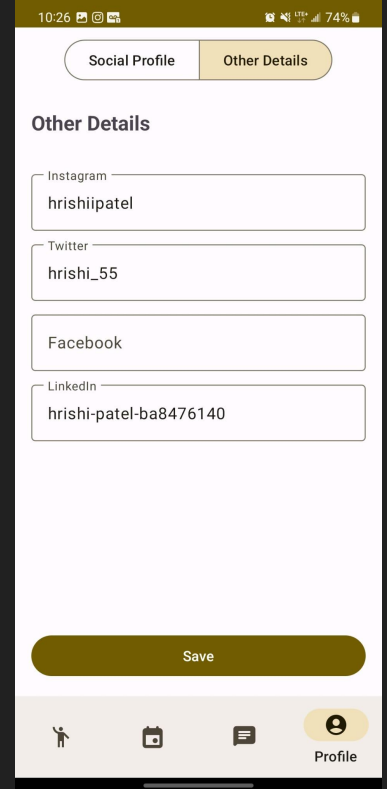 10:26
LTE+
74%
Social Profile
Other Details
Other Details
Instagram
hrishiipatel
Twitter
hrishi_55
Facebook
LinkedIn
hrishi-patel-ba8476140
Save
Profile